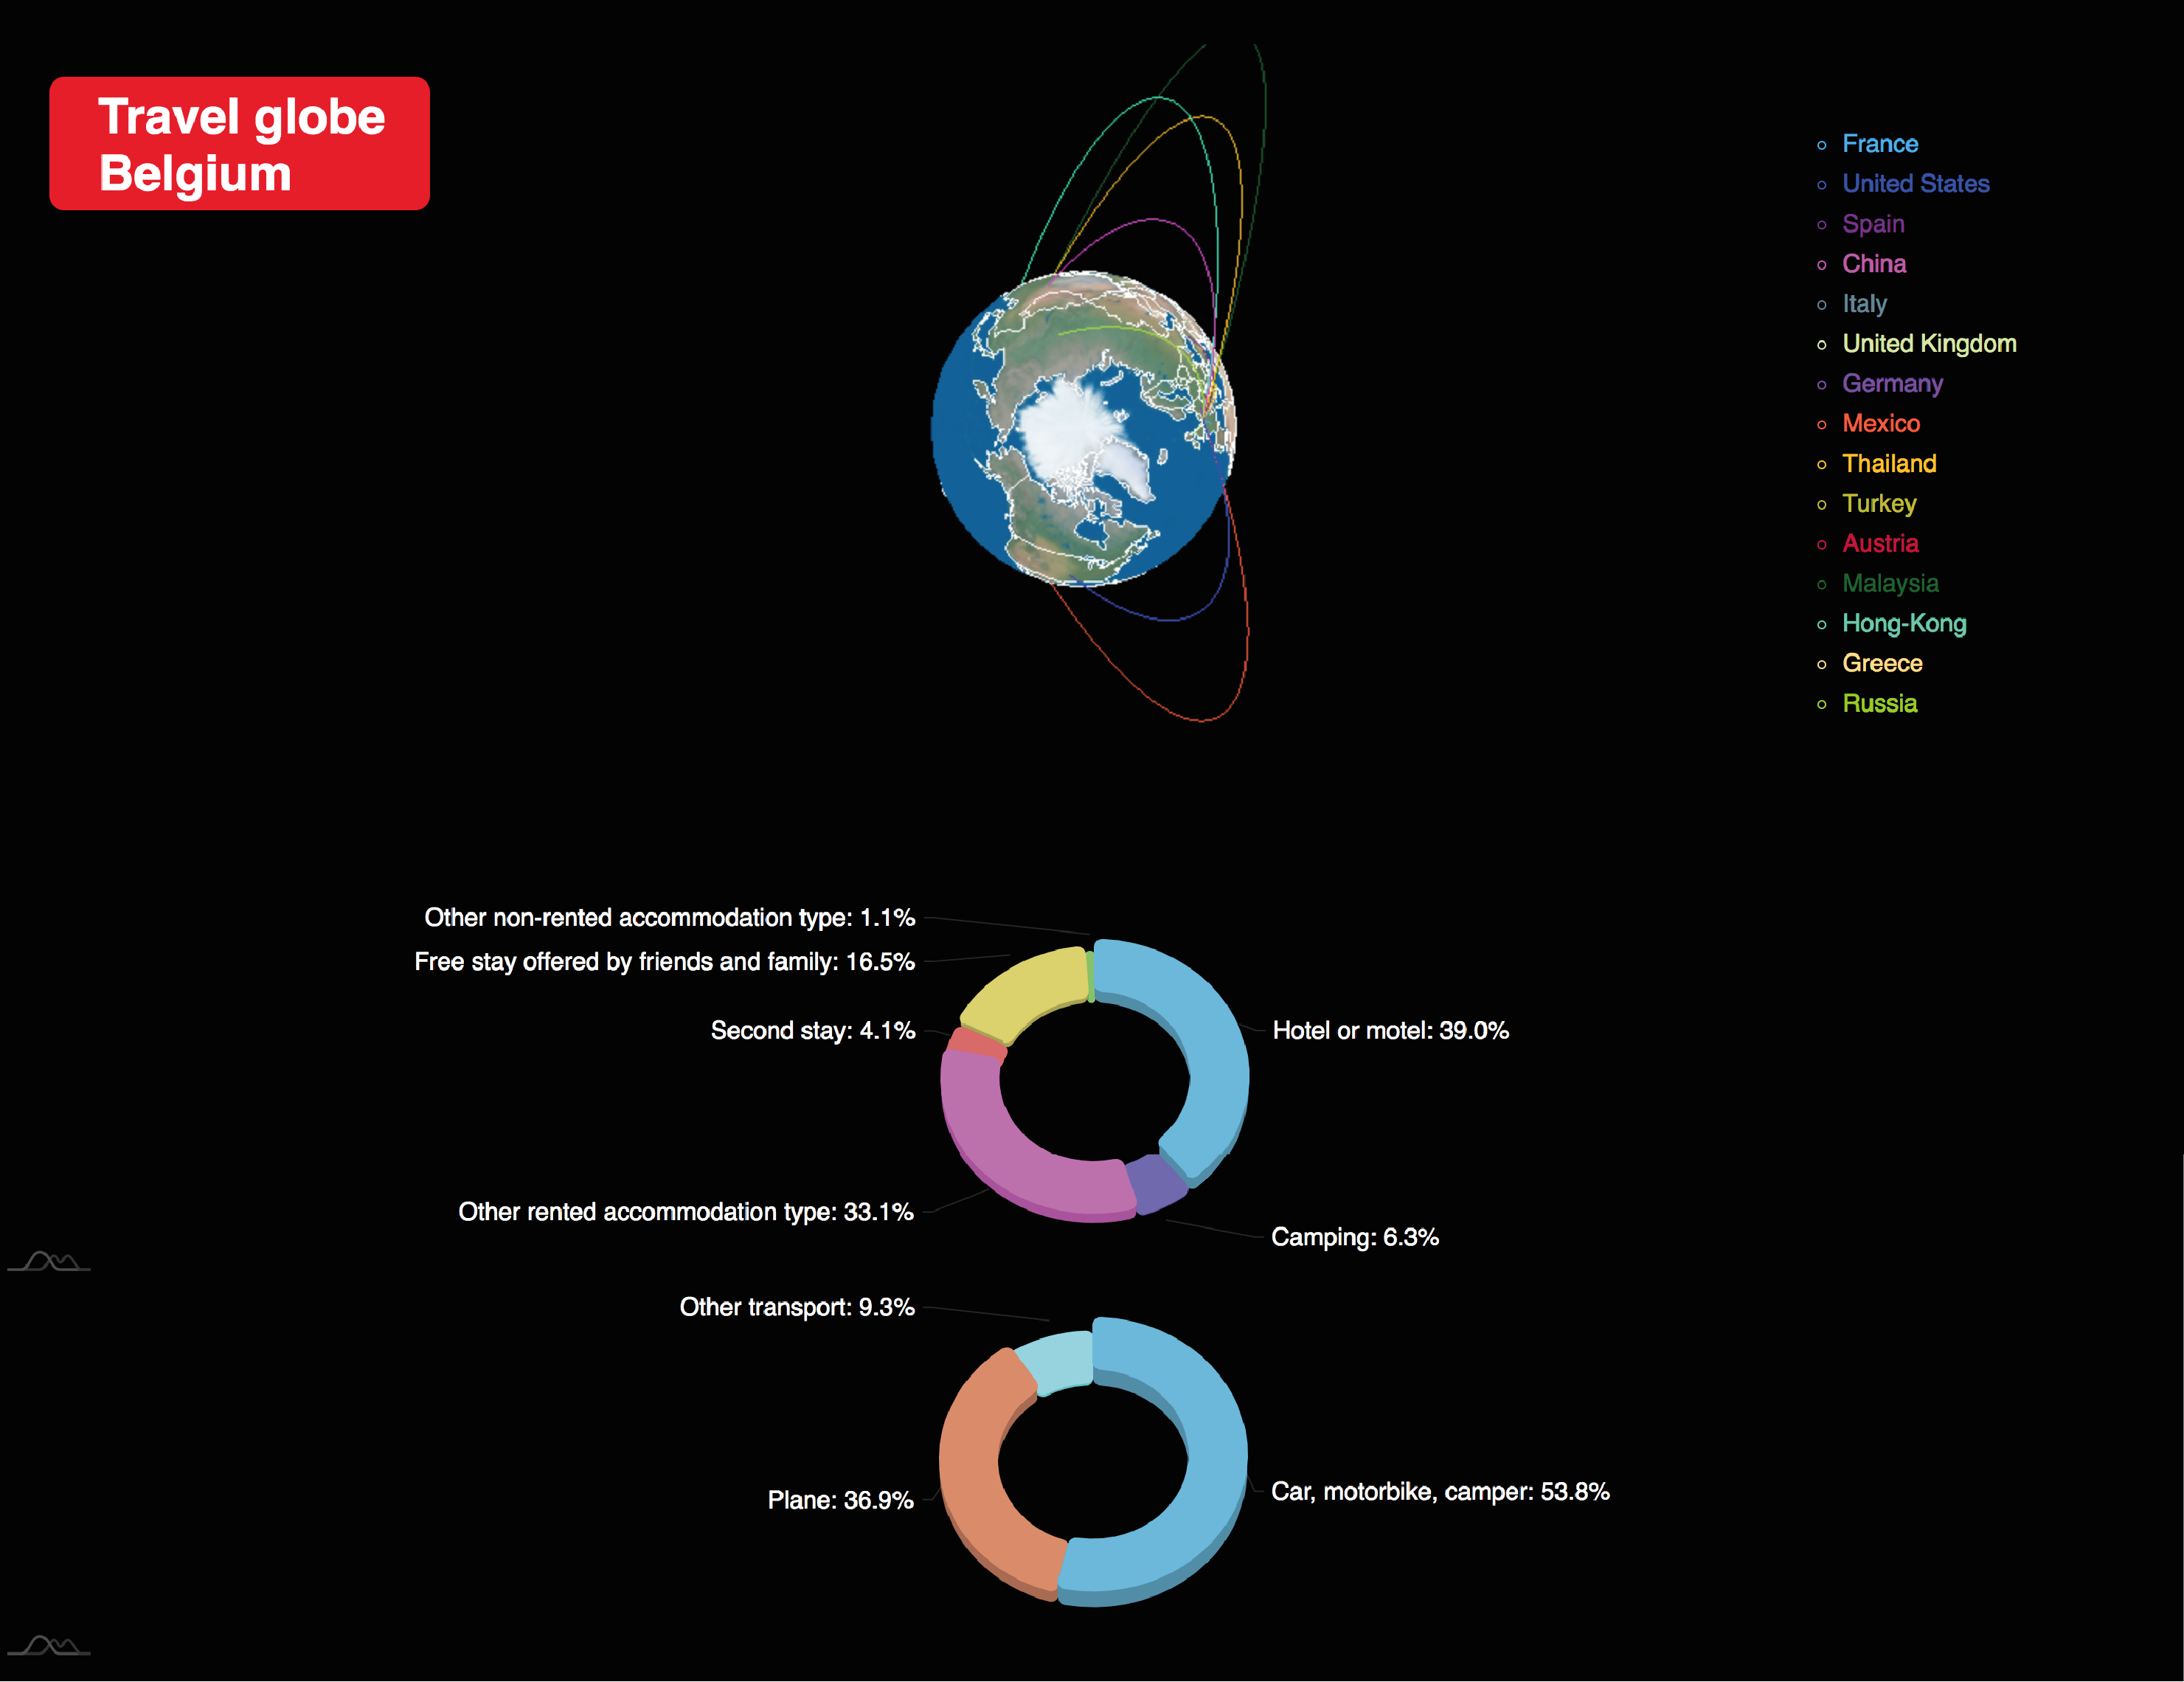 Travel globe
Belgium
France
United States
Spain
China
Italy
United Kingdom
Germany
Mexico
Thailand
Turkey
Austria
Malaysia
Hong-Kong
Greece
Russia
Other non-rented accommodation type: 1.1%
Free stay offered by friends and family: 16.5%
Second stay: 4.1%
Hotel or motel: 39.0%
Other rented accommodation type: 33.1%
Camping: 6.3%
Other transport: 9.3%
Plane: 36.9%
Car, motorbike, camper: 53.8%